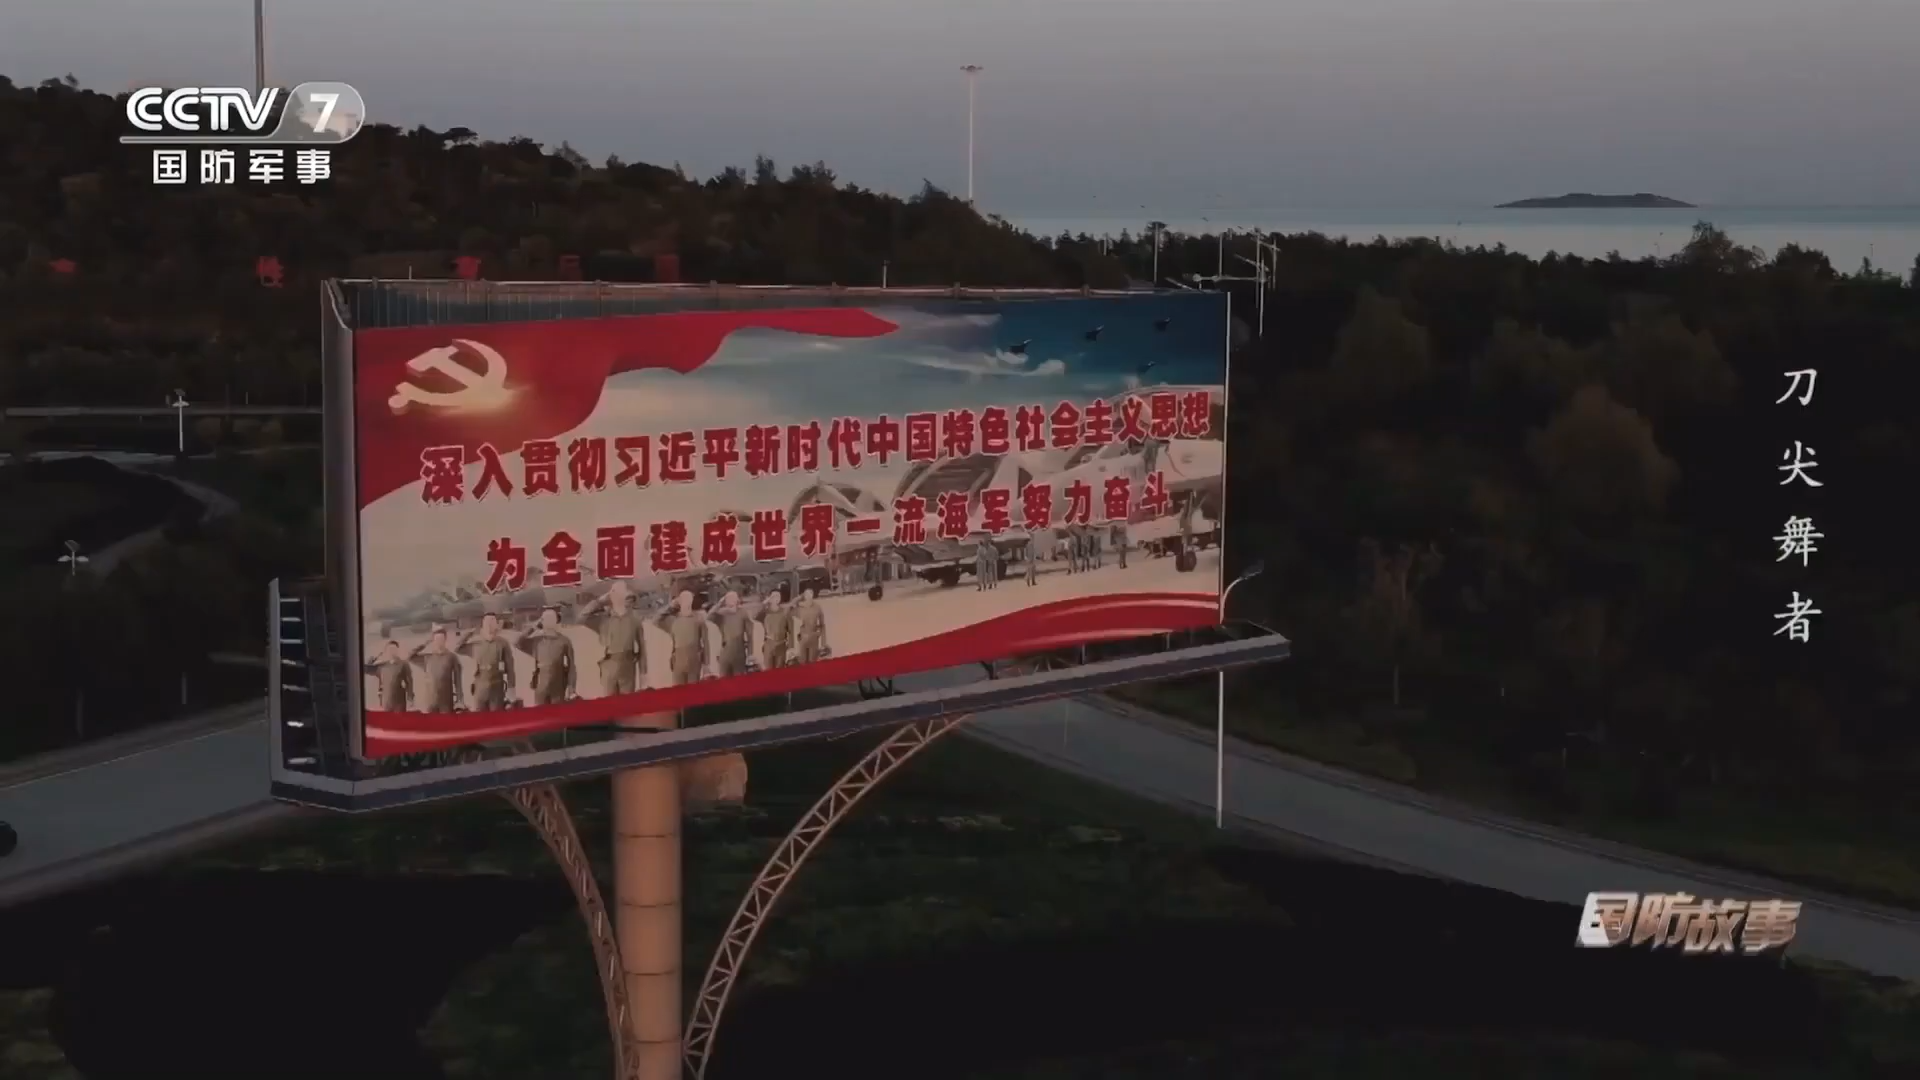 CCTV 7
国防军事
深入贯彻习近平新时代中国特色社会主义思想
为全面建成世界一流海军努力奋斗
刀尖舞者
国防故事